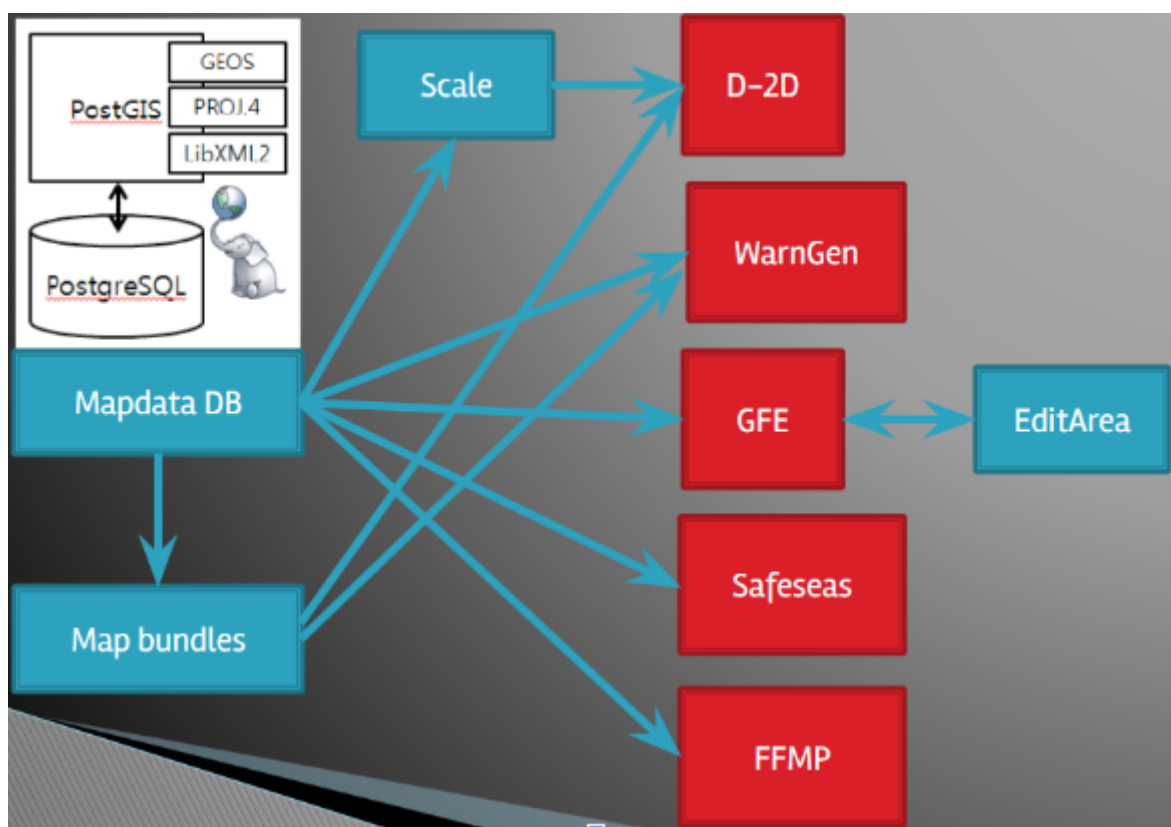 GEOS
PostGIS
PROJ.4
LibXML2
PostgreSQL
Mapdata DB
Map bundles
Scale
D-2D
WarnGen
GFE
EditArea
Safeseas
FFMP